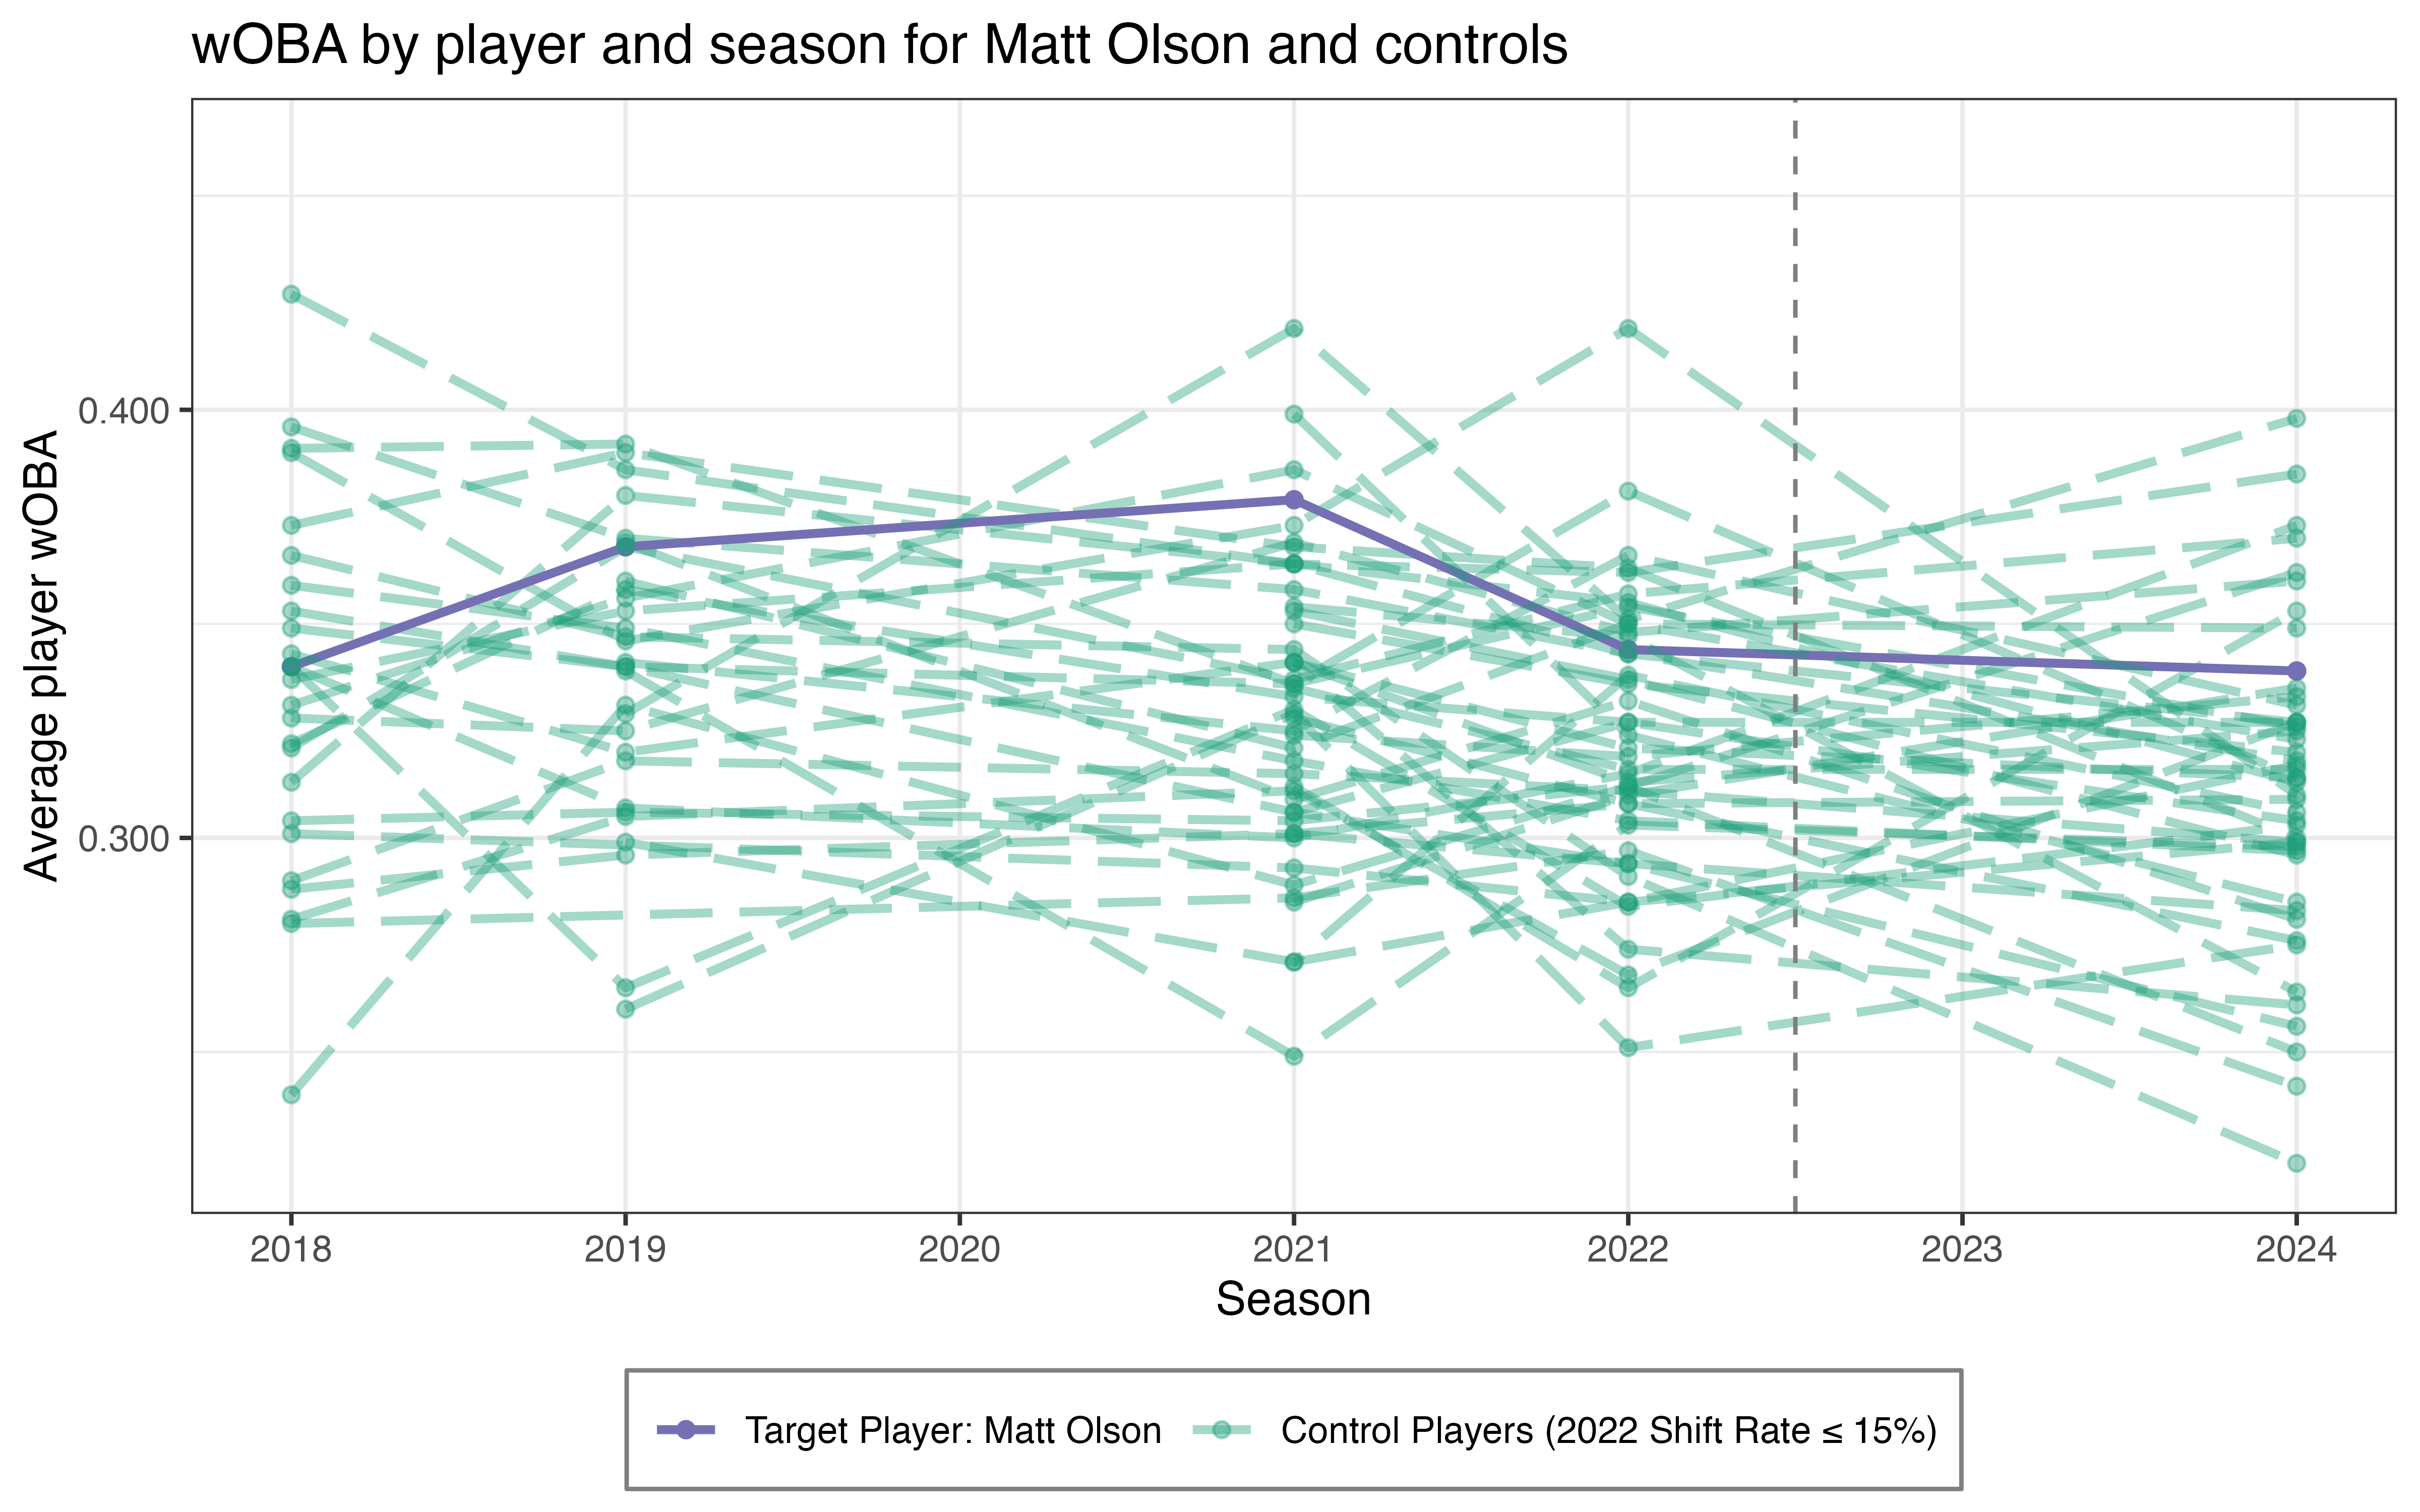 wOBA by player and season for Matt Olson and controls
Average player wOBA
0.400
0.300
2018 2019 2020 2021 2022 2023 2024
Season
Target Player: Matt Olson Control Players (2022 Shift Rate ≤ 15%)